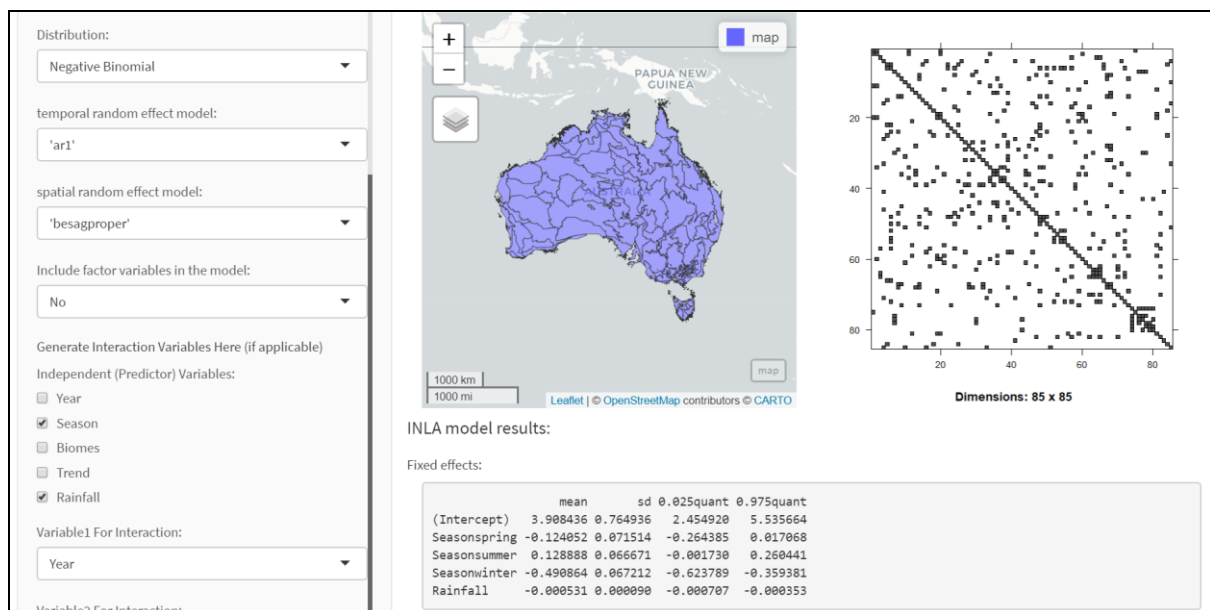 Distribution:
Negative Binomial
temporal random effect model:
'ar1'
spatial random effect model:
'besagproper'
Include factor variables in the model:
No
Generate Interaction Variables Here (if applicable)
Independent (Predictor) Variables:
Year
Season
Biomes
Trend
Rainfall
Variable1 For Interaction:
Year
Variable2 For Interaction:
+
−
map
PAPUA NEW
GUINEA
AUSTRALIA
map
1000 km
1000 mi
Leaflet | © OpenStreetMap contributors © CARTO
20
40
60
80
20 40 60 80
Dimensions: 85 x 85
INLA model results:
Fixed effects:
mean sd 0.025quant 0.975quant
(Intercept) 3.908436 0.764936 2.454920 5.535664
Seasonspring -0.124052 0.071514 -0.264385 0.017068
Seasonsummer 0.128888 0.066671 -0.001730 0.260441
Seasonwinter -0.490864 0.067212 -0.623789 -0.359381
Rainfall -0.000531 0.000090 -0.000707 -0.000353